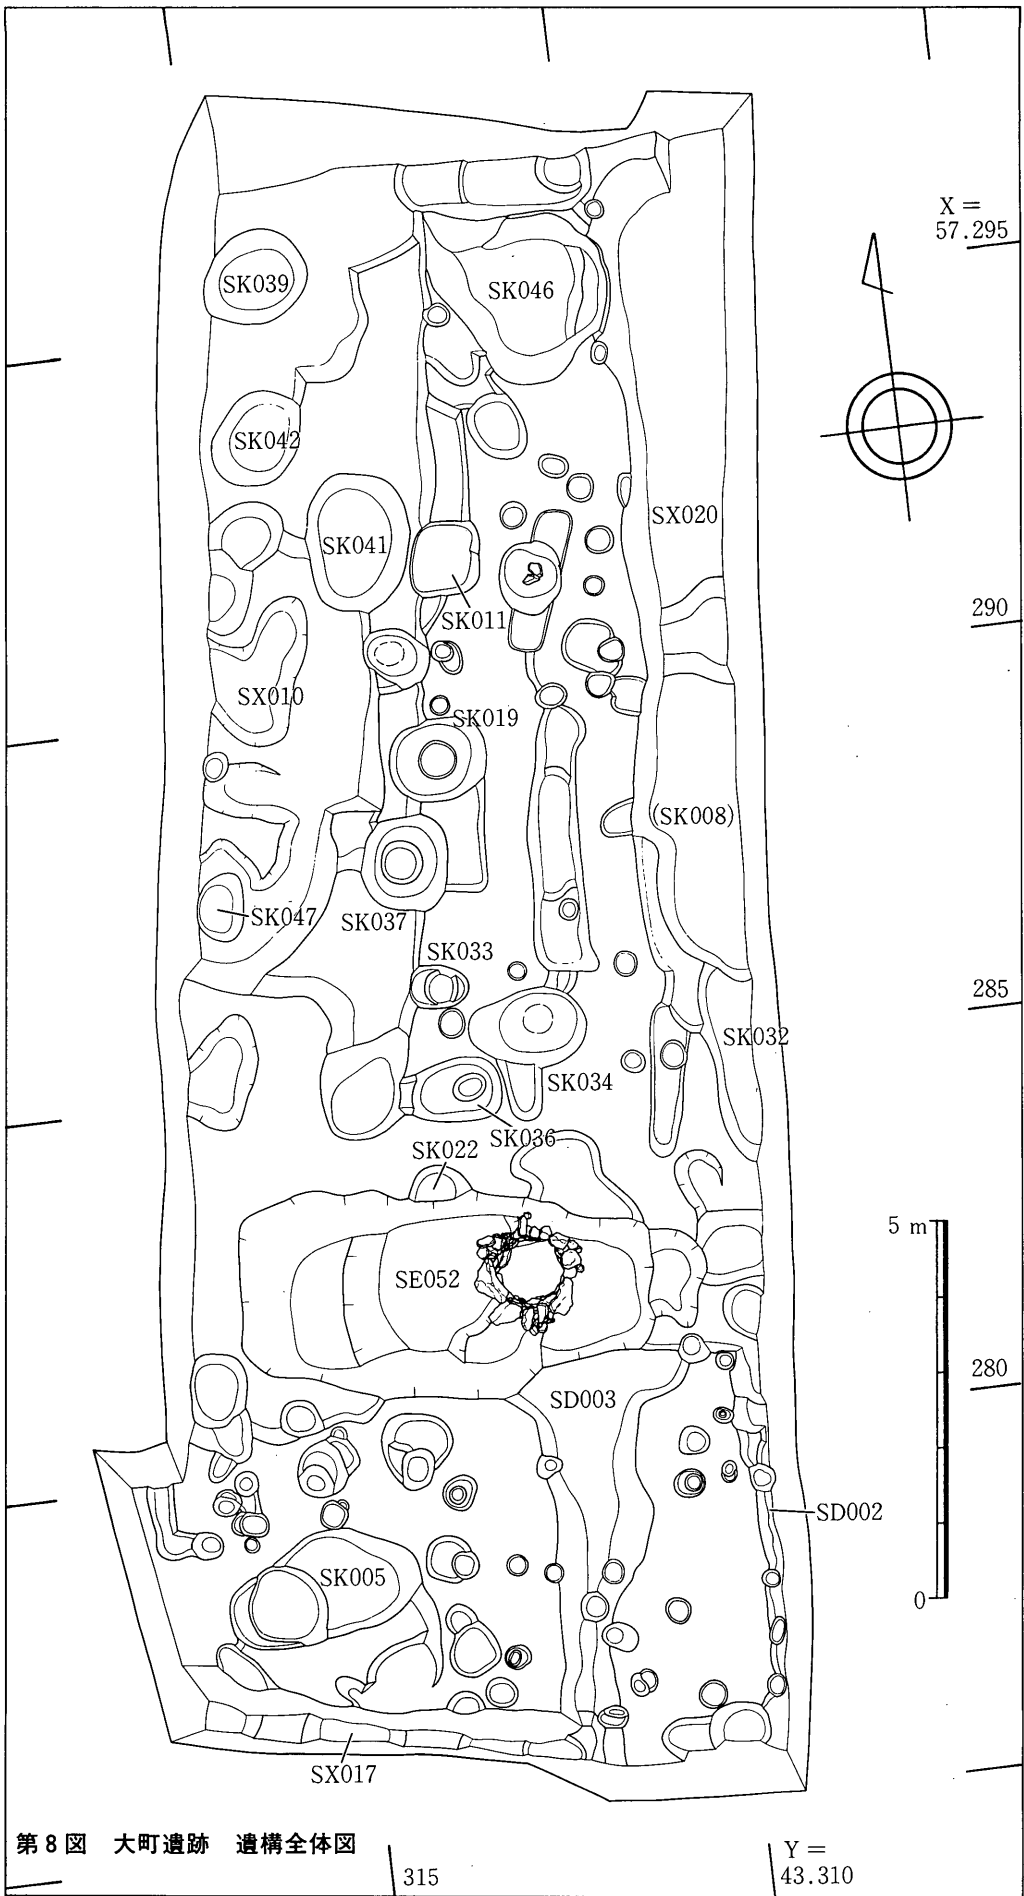 X =
57.295
SK039
SK046
SK042
SX020
SK041
SK011
290
SX010
SK019
(SK008)
SK047
SK037
SK033
285
SK032
SK034
SK036
SK022
5 m
SE052
280
SD003
SD002
SK005
0
SX017
第8図 大町遺跡 遺構全体図
315
Y =
43.310